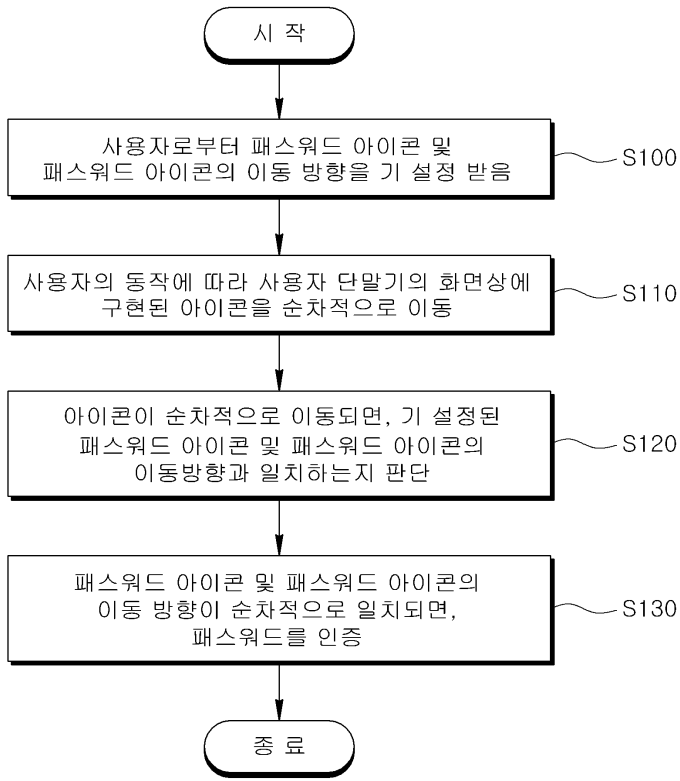 시 작
사용자로부터 패스워드 아이콘 및
패스워드 아이콘의 이동 방향을 기 설정 받음
S100
사용자의 동작에 따라 사용자 단말기의 화면상에
구현된 아이콘을 순차적으로 이동
S110
아이콘이 순차적으로 이동되면, 기 설정된
패스워드 아이콘 및 패스워드 아이콘의
이동방향과 일치하는지 판단
S120
패스워드 아이콘 및 패스워드 아이콘의
이동 방향이 순차적으로 일치되면,
패스워드를 인증
S130
종 료